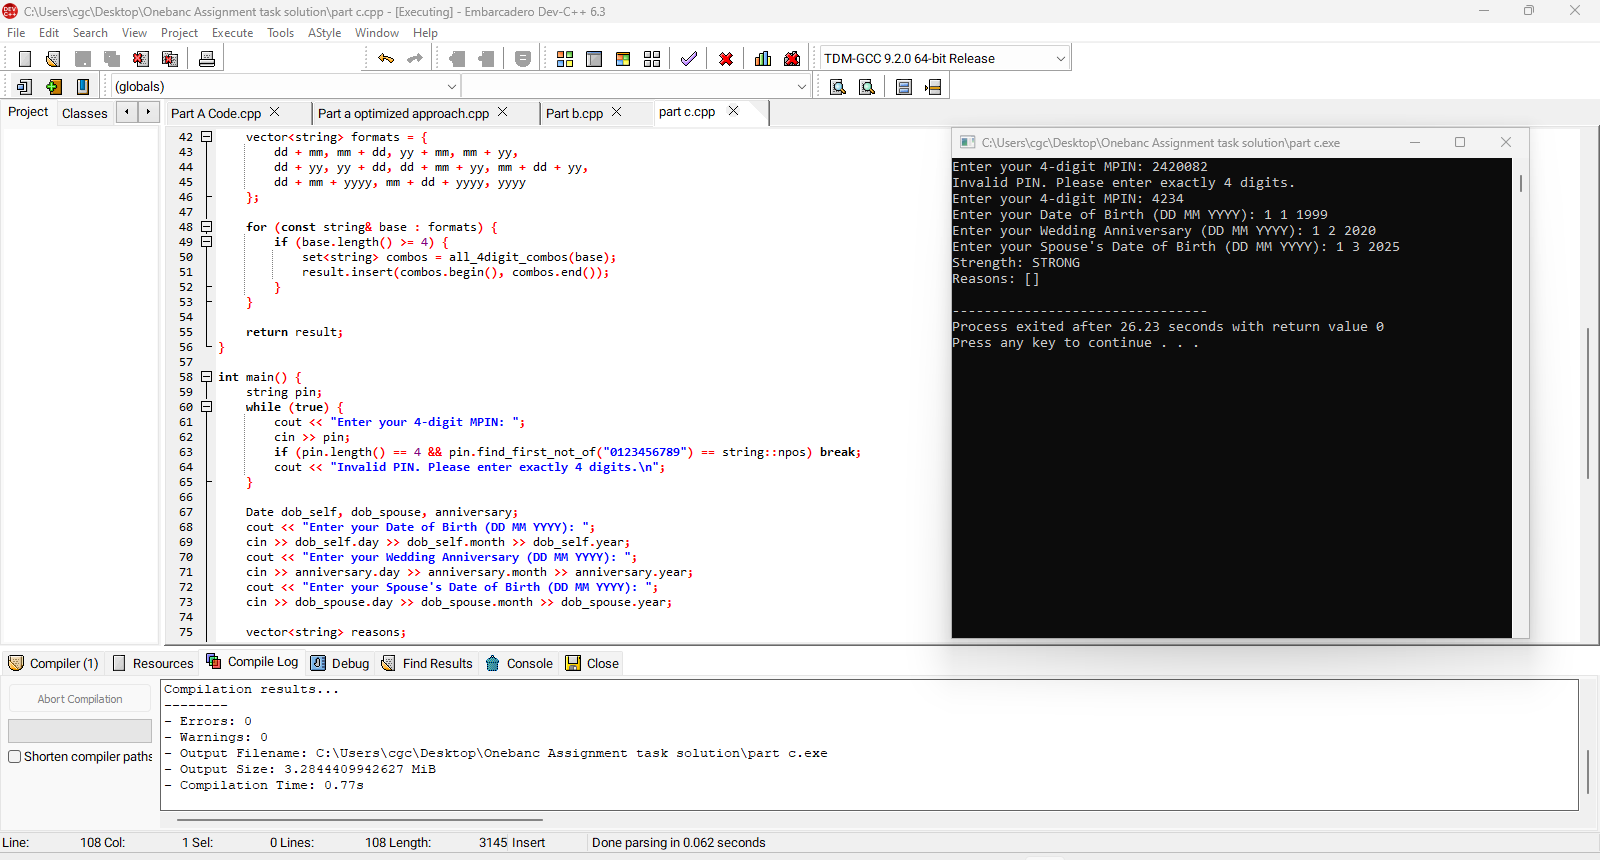 C:\Users\cgc\Desktop\Onebanc Assignment task solution\part c.cpp - [Executing] - Embarcadero Dev-C++ 6.3
File Edit Search View Project Execute Tools AStyle Window Help
TDM-GCC 9.2.0 64-bit Release
(globals)
Project Classes
Part A Code.cpp Part a optimized approach.cpp Part b.cpp part c.cpp
42 vector<string> formats = {
43 dd + mm, mm + dd, yy + mm, mm + yy,
44 dd + yy, yy + dd, dd + mm + yy, mm + dd + yy,
45 dd + mm + yyyy, mm + dd + yyyy, yyyy
46 };
47
48 for (const string& base : formats) {
49 if (base.length() >= 4) {
50 set<string> combos = all_4digit_combos(base);
51 result.insert(combos.begin(), combos.end());
52 }
53 }
54
55 return result;
56 }
57
58 int main() {
59 string pin;
60 while (true) {
61 cout << "Enter your 4-digit MPIN: ";
62 cin >> pin;
63 if (pin.length() == 4 && pin.find_first_not_of("0123456789") == string::npos) break;
64 cout << "Invalid PIN. Please enter exactly 4 digits.\n";
65 }
66
67 Date dob_self, dob_spouse, anniversary;
68 cout << "Enter your Date of Birth (DD MM YYYY): ";
69 cin >> dob_self.day >> dob_self.month >> dob_self.year;
70 cout << "Enter your Wedding Anniversary (DD MM YYYY): ";
71 cin >> anniversary.day >> anniversary.month >> anniversary.year;
72 cout << "Enter your Spouse's Date of Birth (DD MM YYYY): ";
73 cin >> dob_spouse.day >> dob_spouse.month >> dob_spouse.year;
74
75 vector<string> reasons;
C:\Users\cgc\Desktop\Onebanc Assignment task solution\part c.exe
Enter your 4-digit MPIN: 2420082
Invalid PIN. Please enter exactly 4 digits.
Enter your 4-digit MPIN: 4234
Enter your Date of Birth (DD MM YYYY): 1 1 1999
Enter your Wedding Anniversary (DD MM YYYY): 1 2 2020
Enter your Spouse's Date of Birth (DD MM YYYY): 1 3 2025
Strength: STRONG
Reasons: []
--------------------------------
Process exited after 26.23 seconds with return value 0
Press any key to continue . . .
Compiler (1) Resources Compile Log Debug Find Results Console Close
Abort Compilation
Shorten compiler paths
Compilation results...
--------
- Errors: 0
- Warnings: 0
- Output Filename: C:\Users\cgc\Desktop\Onebanc Assignment task solution\part c.exe
- Output Size: 3.2844409942627 MiB
- Compilation Time: 0.77s
Line: 108 Col: 1 Sel: 0 Lines: 108 Length: 3145 Insert Done parsing in 0.062 seconds